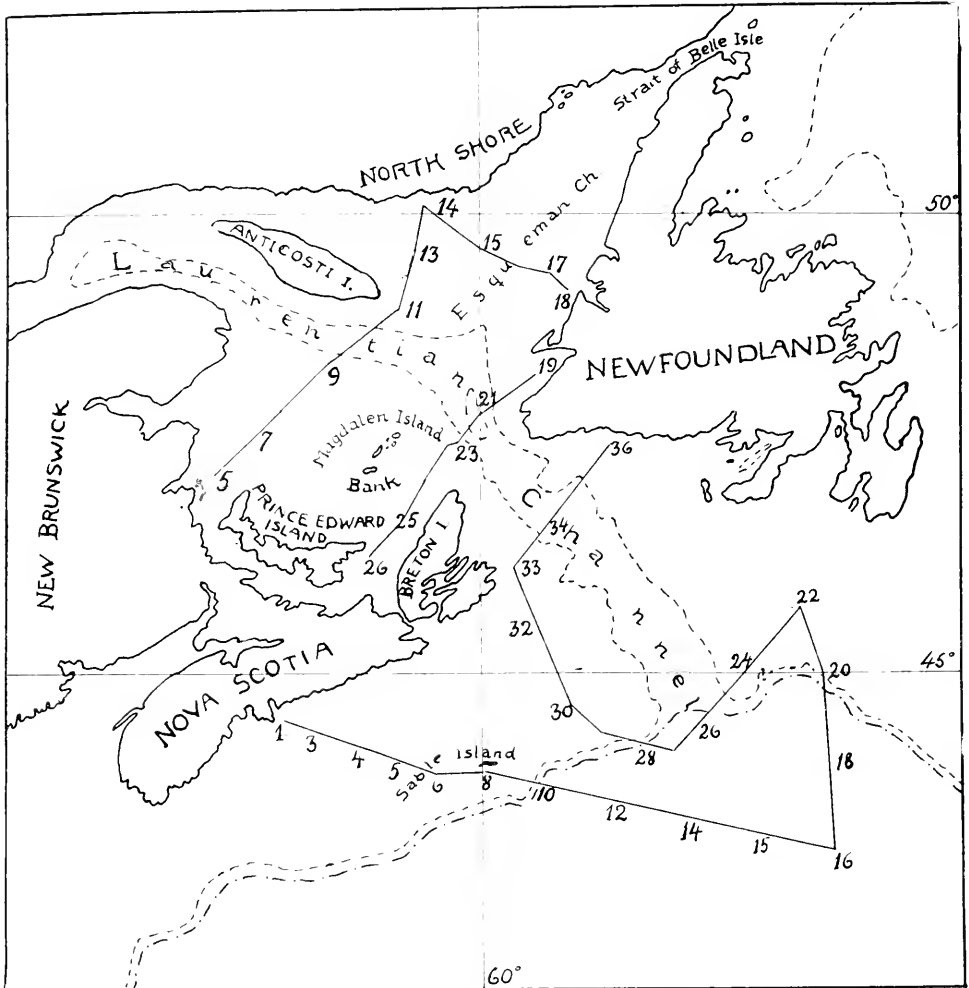 Strait of Belle Isle
NORTH SHORE
50°
14
ANTICOSTI I.
13
15
Esqueman Ch
17
Laurentian Channe
11
18
NEWFOUNDLAND
9
19
21
Magdalen Island
Bank
7
23
36
5
NEW BRUNSWICK
PRINCE EDWARD
ISLAND
25
34
26
BRETON I
33
22
32
NOVA SCOTIA
24
20
45°
30
1
3
4
5
6
Sable Island
8
28
26
18
10
12
14
15
16
60°